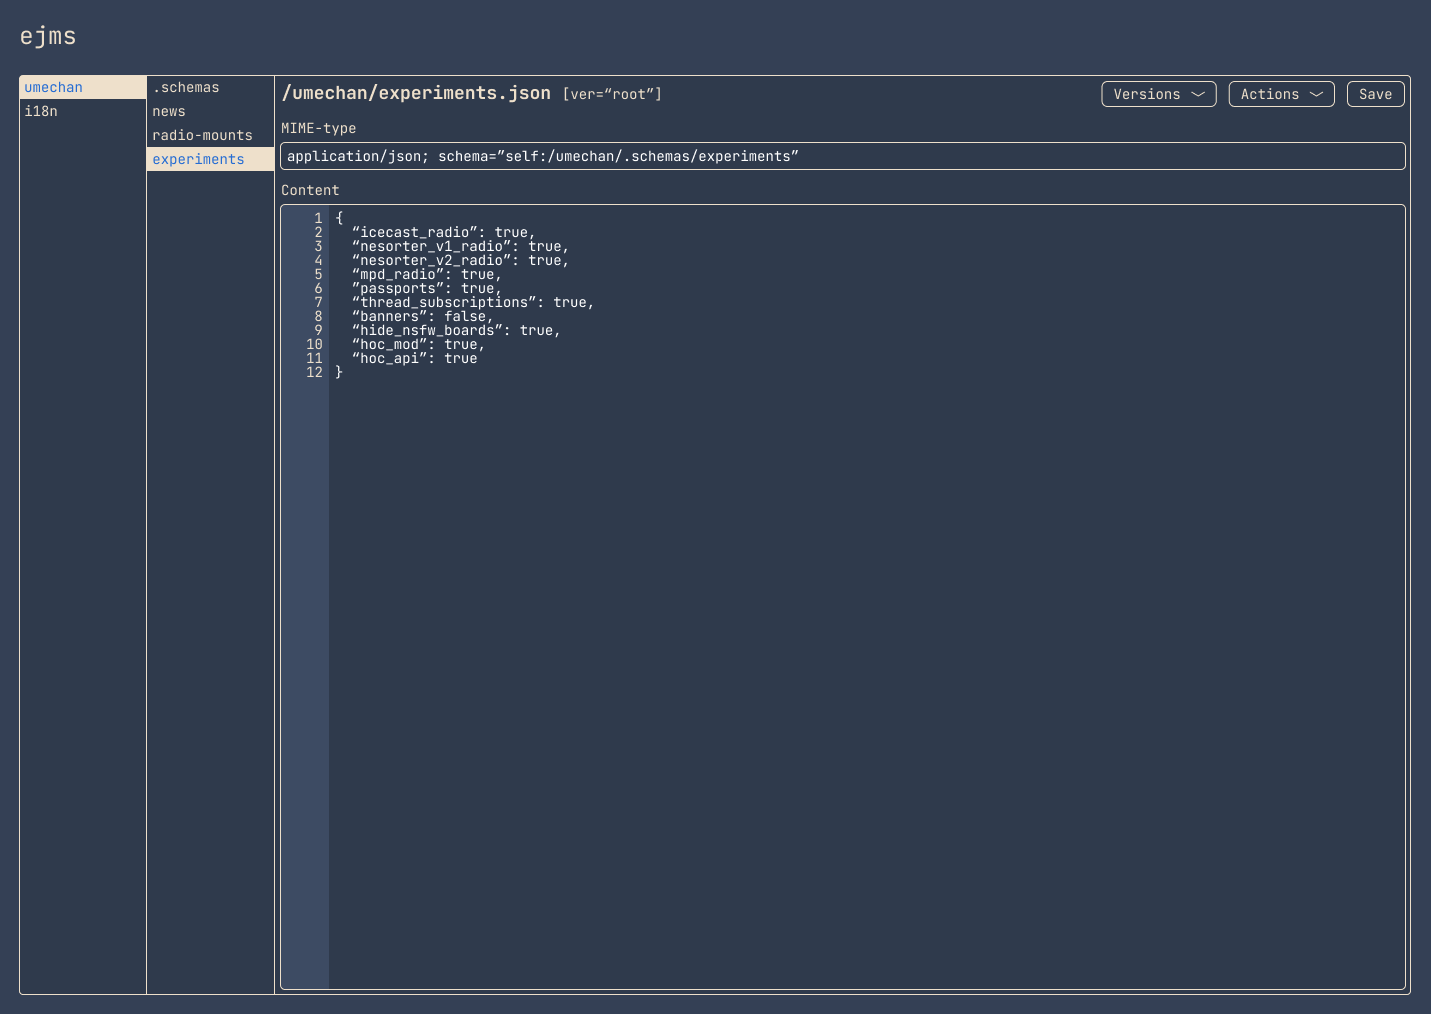 ejms
umechan
i18n
.schemas
news
radio-mounts
experiments
/umechan/experiments.json [ver=“root”]
Versions
Actions
Save
MIME-type
application/json; schema=”self:/umechan/.schemas/experiments”
Content
1 {
2 “icecast_radio”: true,
3 “nesorter_v1_radio”: true,
4 “nesorter_v2_radio”: true,
5 “mpd_radio”: true,
6 ”passports”: true,
7 “thread_subscriptions”: true,
8 “banners”: false,
9 “hide_nsfw_boards”: true,
10 “hoc_mod”: true,
11 “hoc_api”: true
12 }